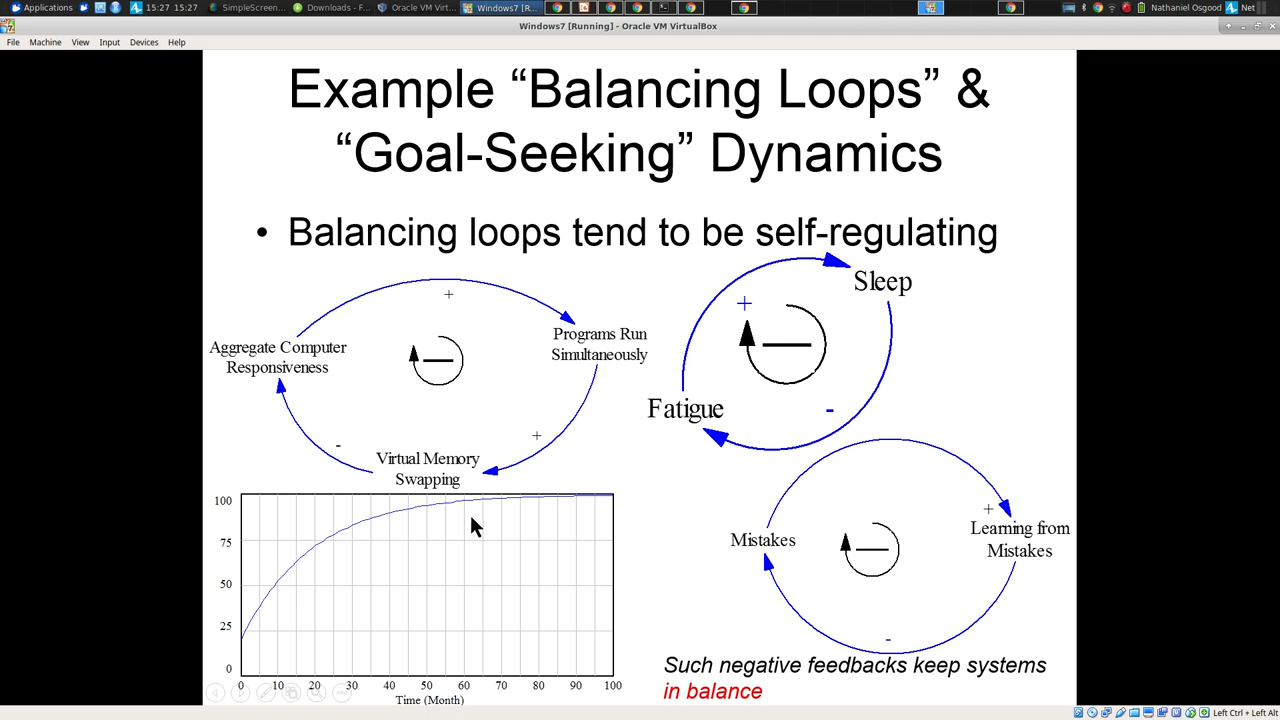 Applications
15:27 15:27
SimpleScreen...
Downloads - F...
Oracle VM Virt...
Windows7 [R...
Nathaniel Osgood
Net
Windows7 [Running] - Oracle VM VirtualBox
File Machine View Input Devices Help
Example “Balancing Loops” &
“Goal-Seeking” Dynamics
• Balancing loops tend to be self-regulating
+
Programs Run
Simultaneously
Aggregate Computer
Responsiveness
+
-
Virtual Memory
Swapping
Sleep
+
Fatigue
-
100
75
50
25
0
0 10 20 30 40 50 60 70 80 90 100
Time (Month)
Mistakes
+
Learning from
Mistakes
-
Such negative feedbacks keep systems
in balance
Left Ctrl + Left Alt